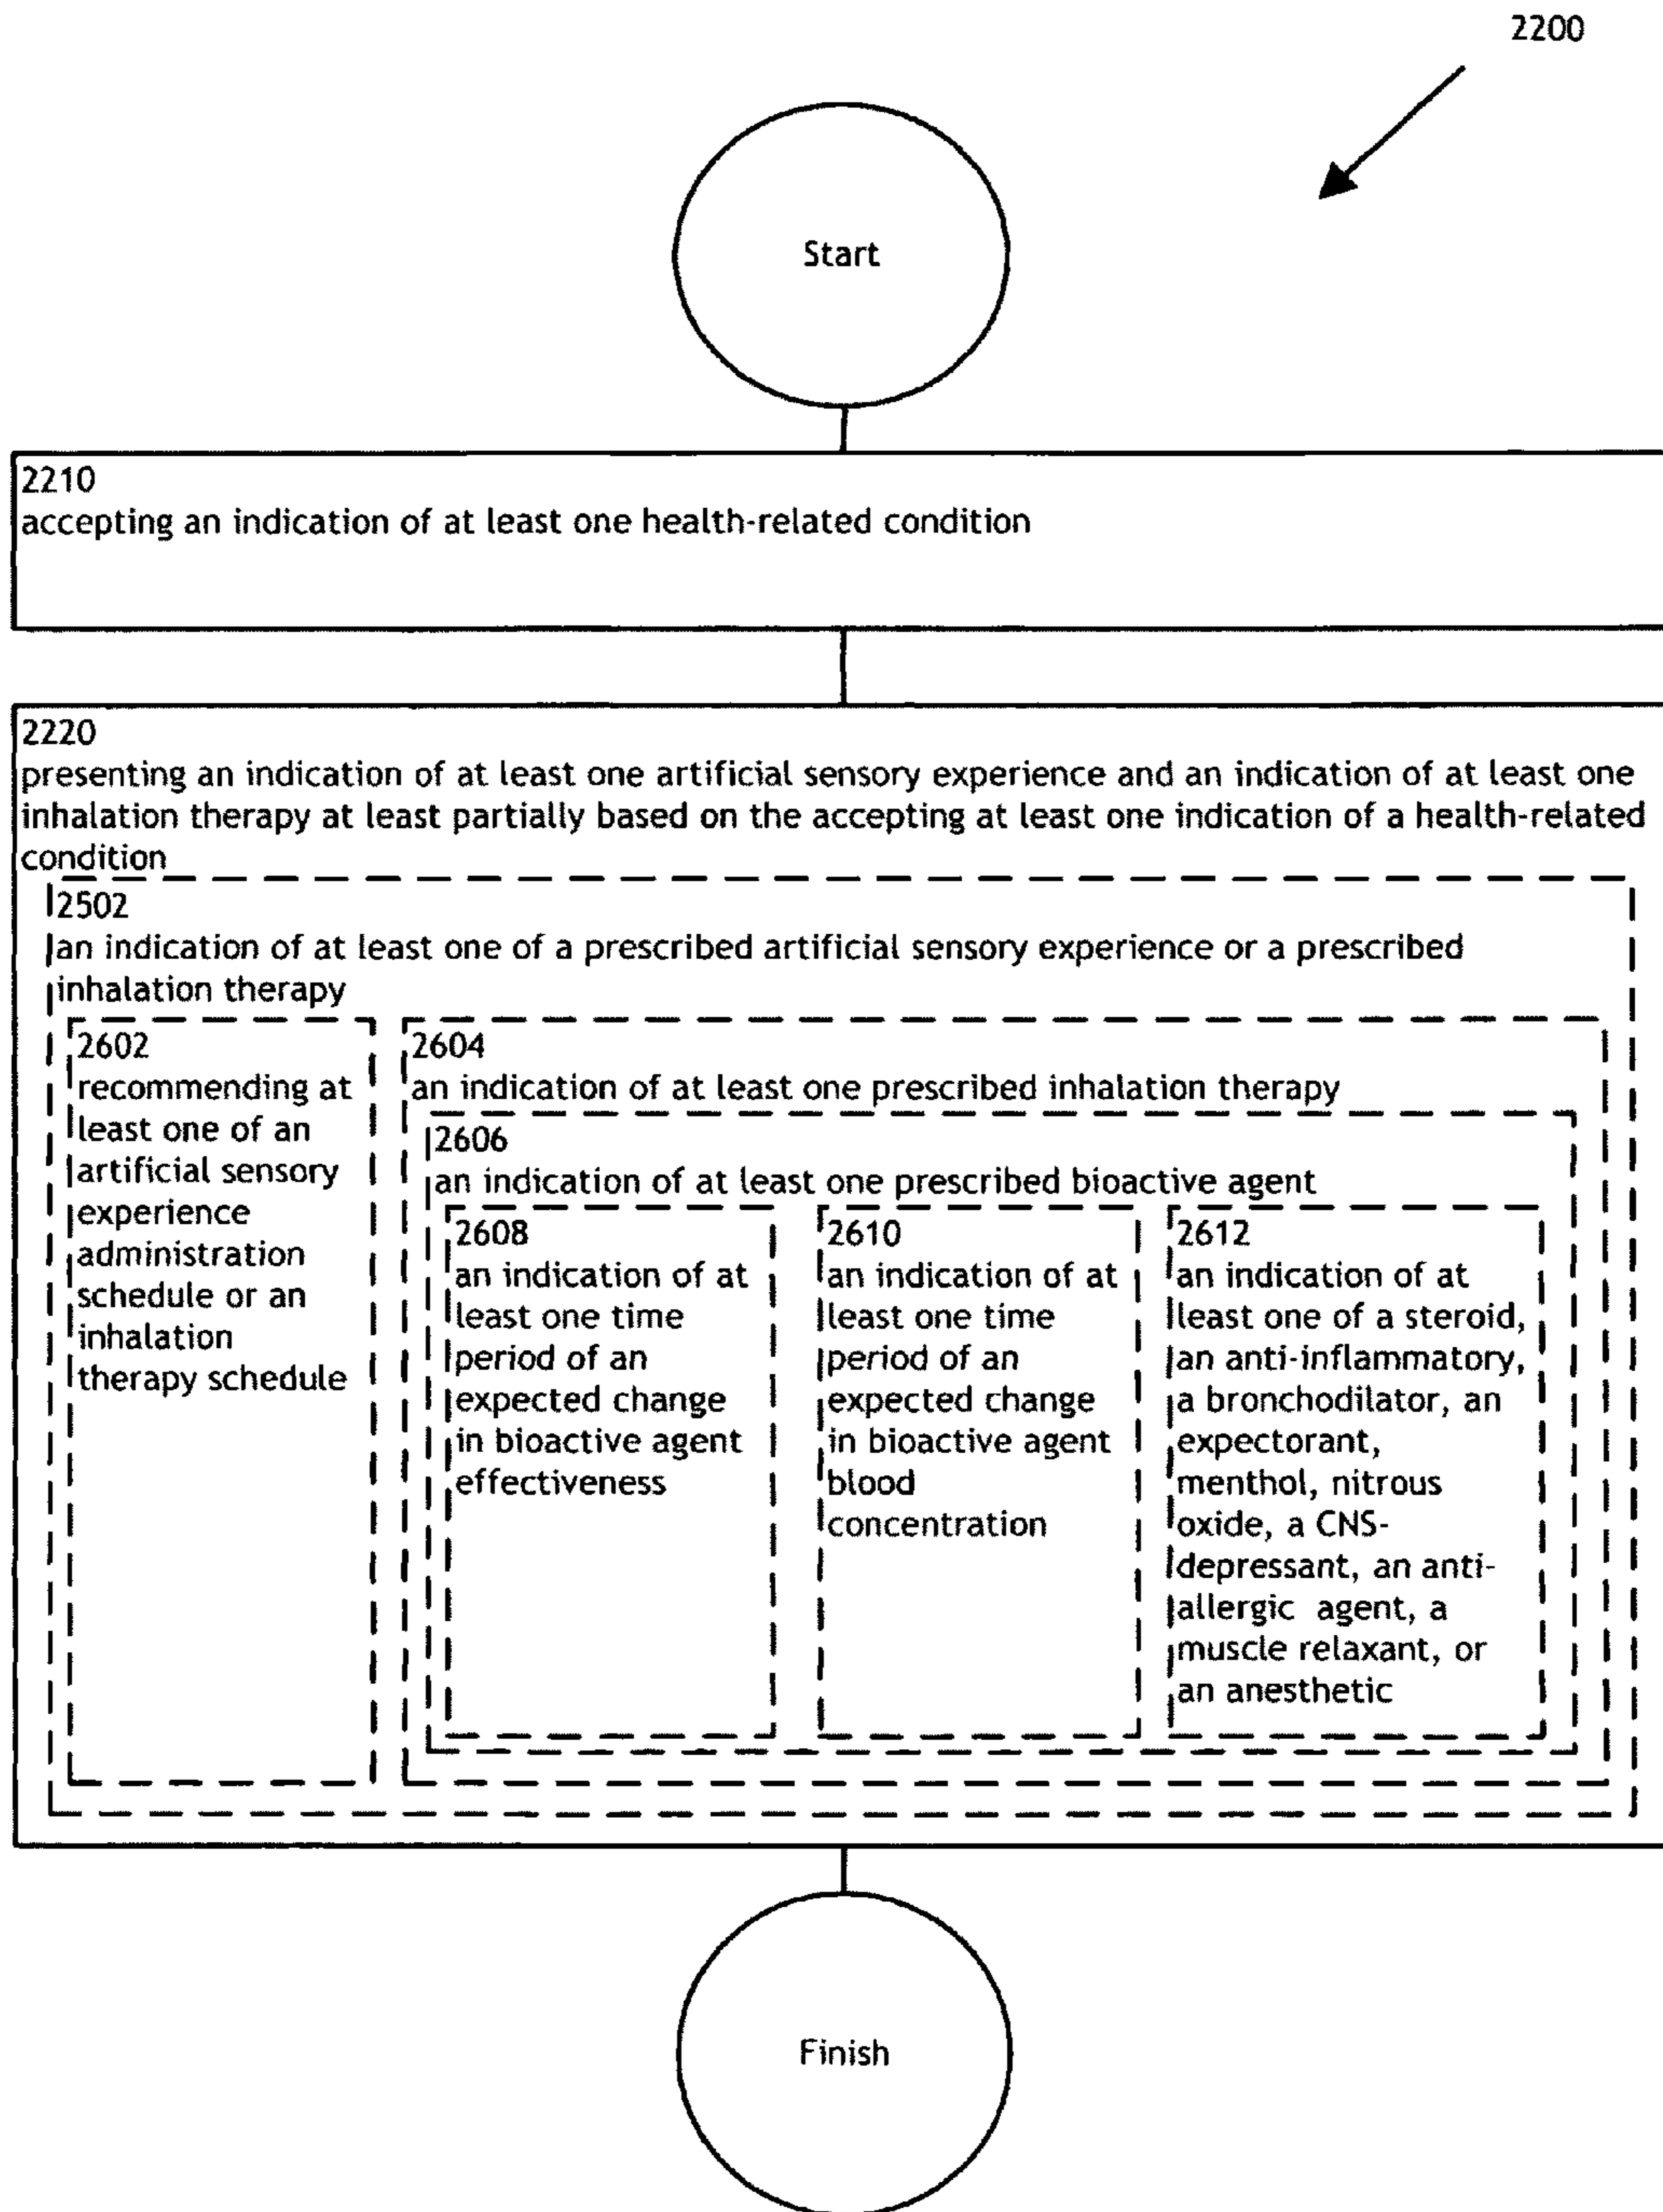 2200
Start
2210
accepting an indication of at least one health-related condition
2220
presenting an indication of at least one artificial sensory experience and an indication of at least one
inhalation therapy at least partially based on the accepting at least one indication of a health-related
condition
2502
an indication of at least one of a prescribed artificial sensory experience or a prescribed
inhalation therapy
2602
recommending at
least one of an
artificial sensory
experience
administration
schedule or an
inhalation
therapy schedule
2604
an indication of at least one prescribed inhalation therapy
2606
an indication of at least one prescribed bioactive agent
2608
an indication of at
least one time
period of an
expected change
in bioactive agent
effectiveness
2610
an indication of at
least one time
period of an
expected change
in bioactive agent
blood
concentration
2612
an indication of at
least one of a steroid,
an anti-inflammatory,
a bronchodilator, an
expectorant,
menthol, nitrous
oxide, a CNS-
depressant, an anti-
allergic agent, a
muscle relaxant, or
an anesthetic
Finish